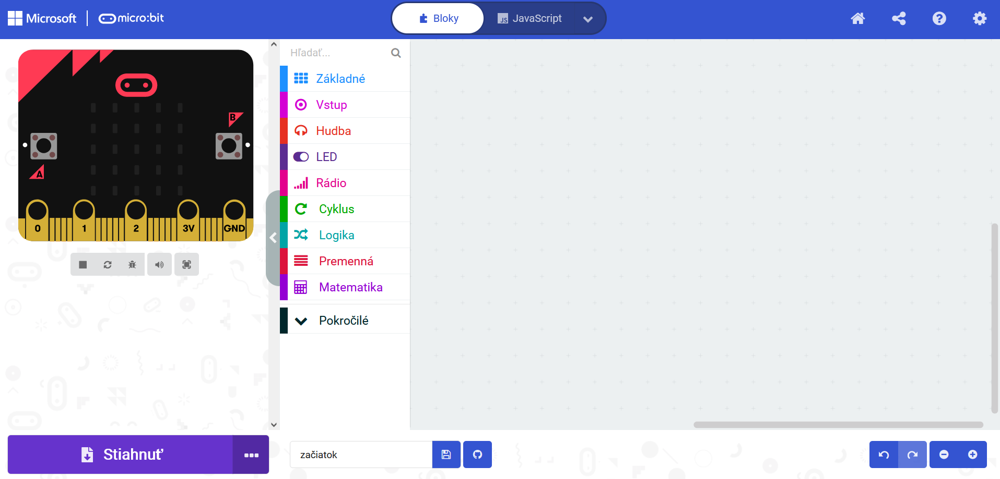 Microsoft micro:bit
Bloky
JS JavaScript
Hľadať...
Základné
Vstup
Hudba
LED
Rádio
Cyklus
Logika
Premenná
Matematika
Pokročilé
B
A
0 1 2 3V GND
Stiahnuť
začiatok